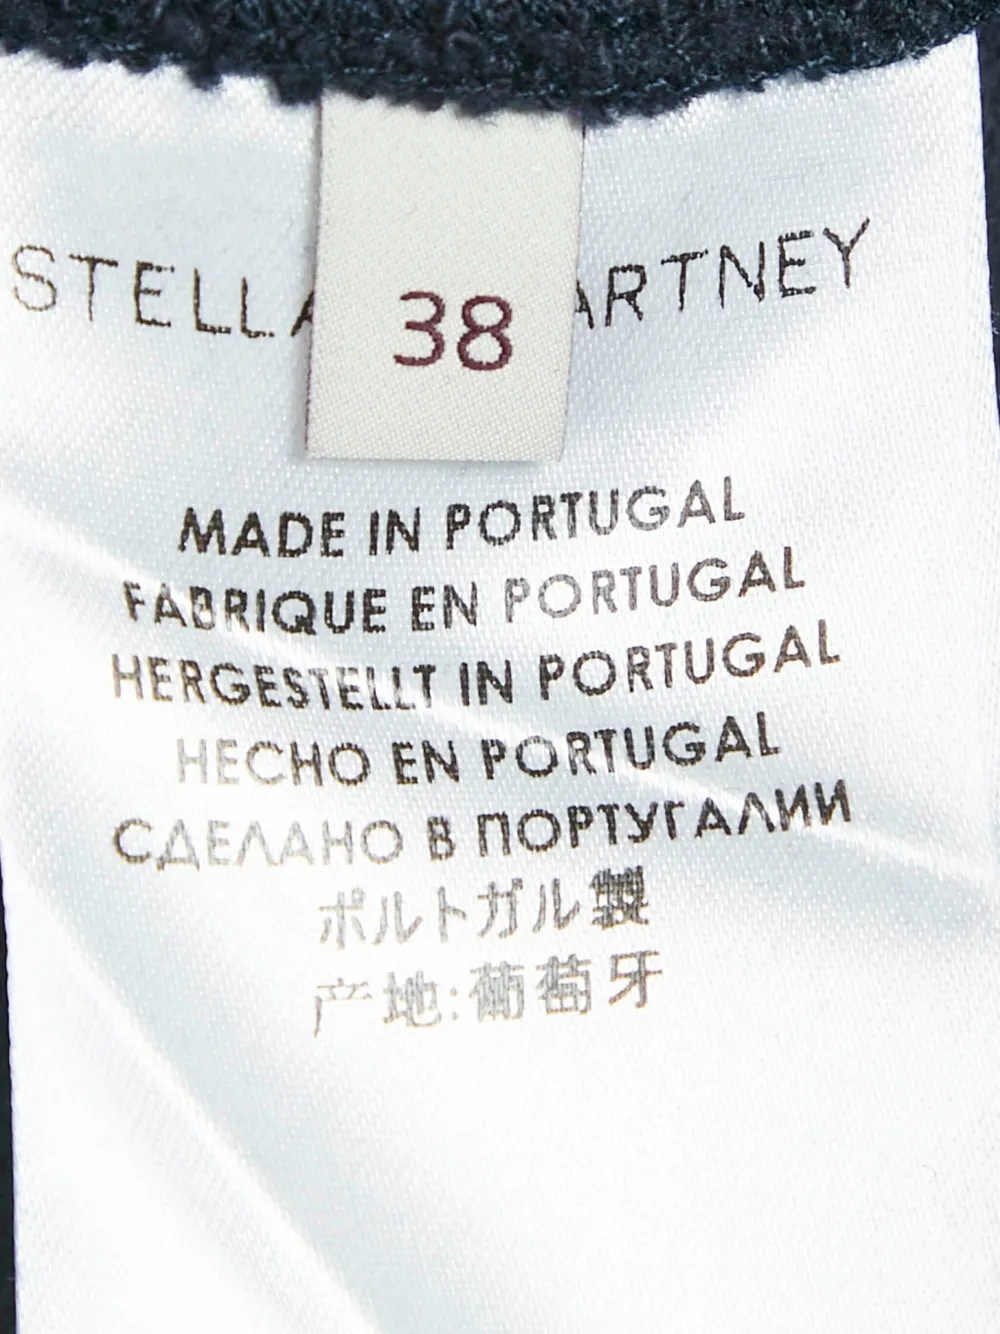 STELLA ARTNEY
38
MADE IN PORTUGAL
FABRIQUE EN PORTUGAL
HERGESTELLT IN PORTUGAL
HECHO EN PORTUGAL
СДЕЛАНО В ПОРТУГАЛИИ
ポルトガル製
产地:葡萄牙